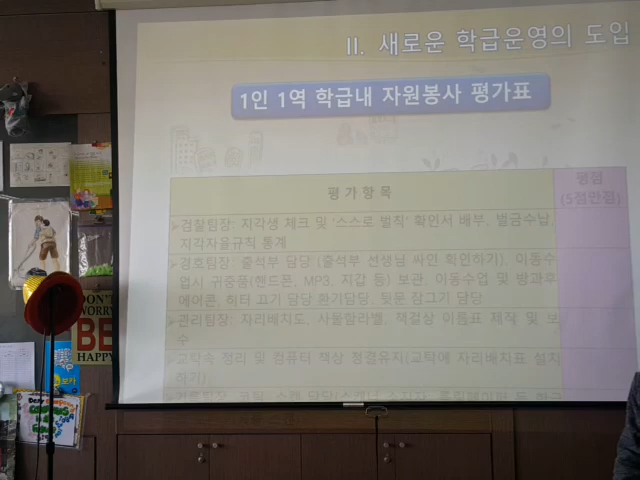 II. 새로운 학급운영의 도입
1인 1역 학급내 자원봉사 평가표
평가항목
평점
(5점만점)
검찰팀장: 지각생 체크 및 '스스로 벌칙' 확인서 배부, 벌금수납,
지각자율규칙 통계
경호팀장: 출석부 담당 (출석부 선생님 싸인 확인하기), 이동수
업시 귀중품(핸드폰, MP3, 지갑 등) 보관, 이동수업 및 방과후
에어콘, 히터 끄기 담당 환기담당, 뒷문 잠그기 담당
관리팀장: 자리배치도, 사물함라벨, 책걸상 이름표 제작 및 보
수
교탁속 정리 및 컴퓨터 책상 청결유지(교탁에 자리배치표 설치
하기)
DON'T
WORRY
BE
HAPPY